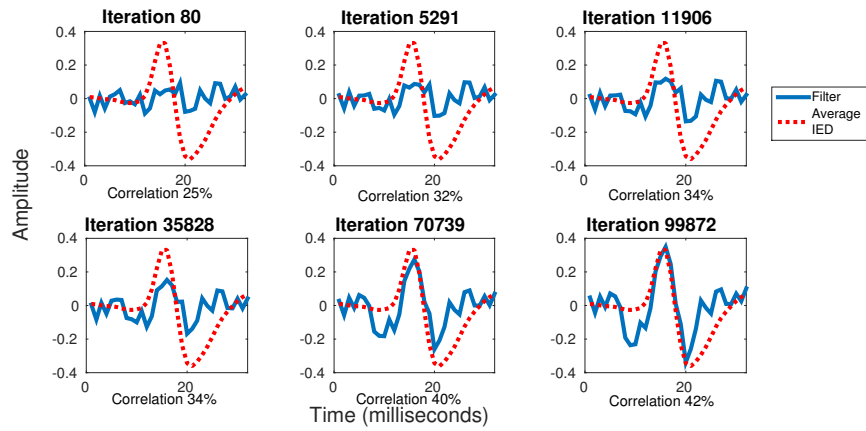 Iteration 80
Iteration 5291
Iteration 11906
0.4
0.2
0
-0.2
-0.4
0
20
Correlation 25%
0.4
0.2
0
-0.2
-0.4
0
20
Correlation 32%
0.4
0.2
0
-0.2
-0.4
0
20
Correlation 34%
Filter
Average
IED
Amplitude
Iteration 35828
Iteration 70739
Iteration 99872
0.4
0.2
0
-0.2
-0.4
0
20
Correlation 34%
0.4
0.2
0
-0.2
-0.4
0
20
Correlation 40%
0.4
0.2
0
-0.2
-0.4
0
20
Correlation 42%
Time (milliseconds)